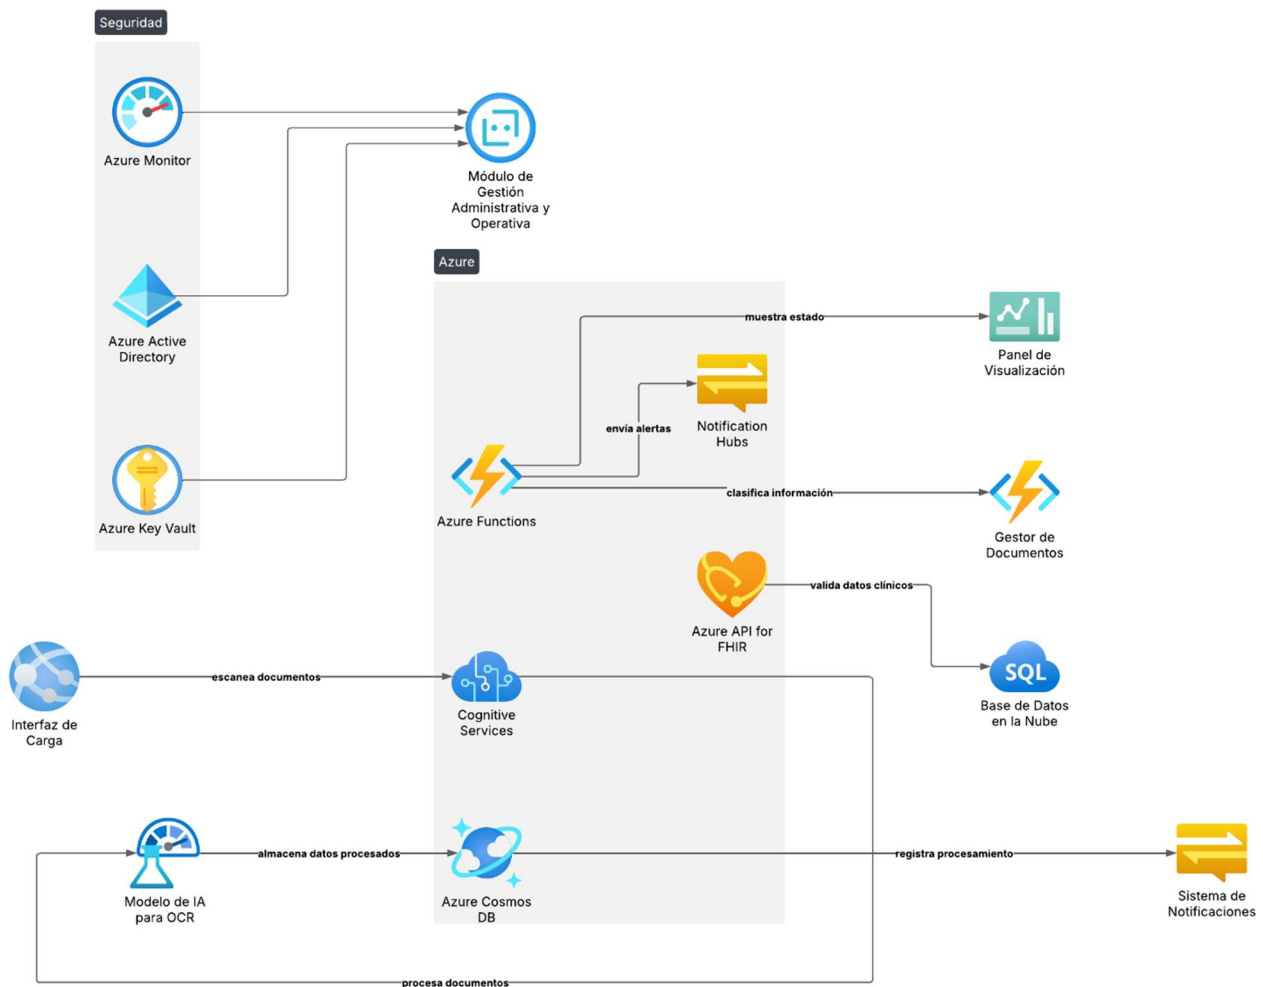 Seguridad
Azure Monitor
Módulo de
Gestión
Administrativa y
Operativa
Azure
Azure Active
Directory
muestra estado
Panel de
Visualización
envía alertas
Notification
Hubs
Azure Key Vault
Azure Functions
clasifica información
Gestor de
Documentos
valida datos clínicos
Azure API for
FHIR
escanea documentos
Interfaz de
Carga
Cognitive
Services
SQL
Base de Datos
en la Nube
almacena datos procesados
Modelo de IA
para OCR
Azure Cosmos
DB
registra procesamiento
Sistema de
Notificaciones
procesa documentos